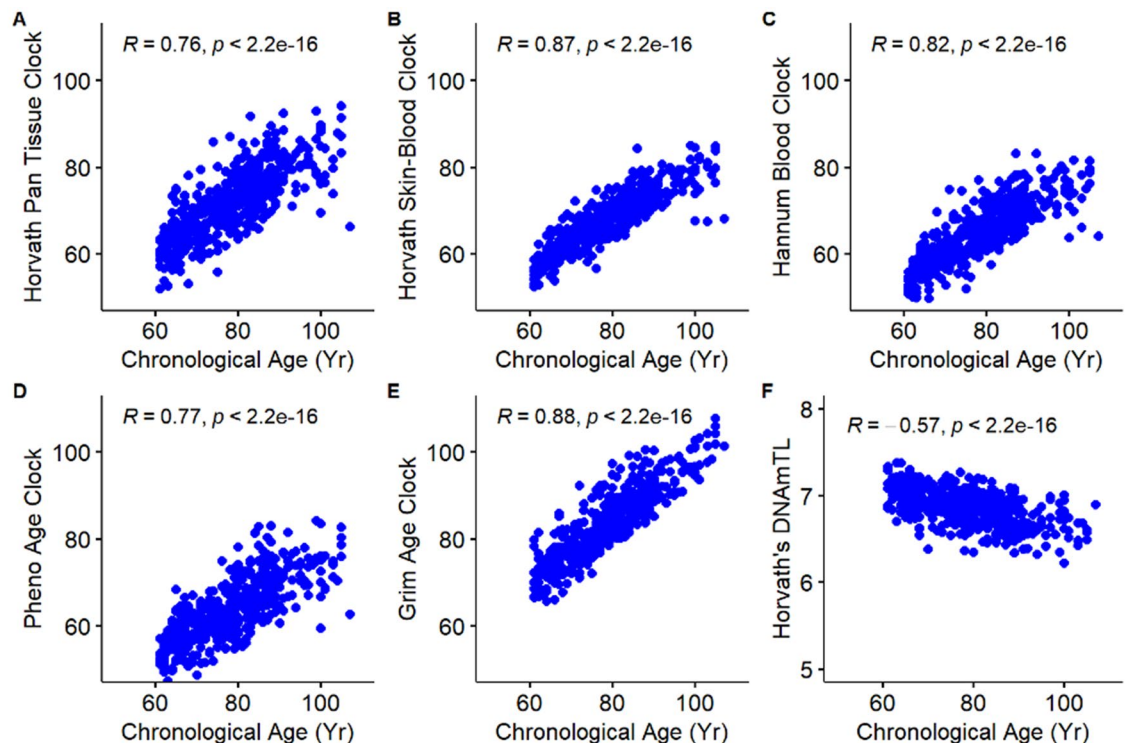 A
R = 0.76, p < 2.2e-16
Horvath Pan Tissue Clock
100
80
60
60 80 100
Chronological Age (Yr)
B
R = 0.87, p < 2.2e-16
Horvath Skin-Blood Clock
100
80
60
60 80 100
Chronological Age (Yr)
C
R = 0.82, p < 2.2e-16
Hannum Blood Clock
100
80
60
60 80 100
Chronological Age (Yr)
D
R = 0.77, p < 2.2e-16
Pheno Age Clock
100
80
60
60 80 100
Chronological Age (Yr)
E
R = 0.88, p < 2.2e-16
Grim Age Clock
100
80
60
60 80 100
Chronological Age (Yr)
F
R = −0.57, p < 2.2e-16
Horvath's DNAmTL
8
7
6
5
60 80 100
Chronological Age (Yr)